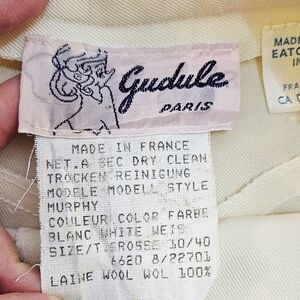 Gudule
PARIS
MADE IN FRANCE
NET.A SEC DRY CLEAN
TROCKEN REINIGUNG
MODELE MODELL STYLE
MURPHY
COULEUR COLOR FARBE
BLANC WHITE WEIS
SIZE/T GROSSE 10/40
6620 8/22701
LAINE WOOL WOL 100%
MADE
EATO
IN
FRA
CA 0